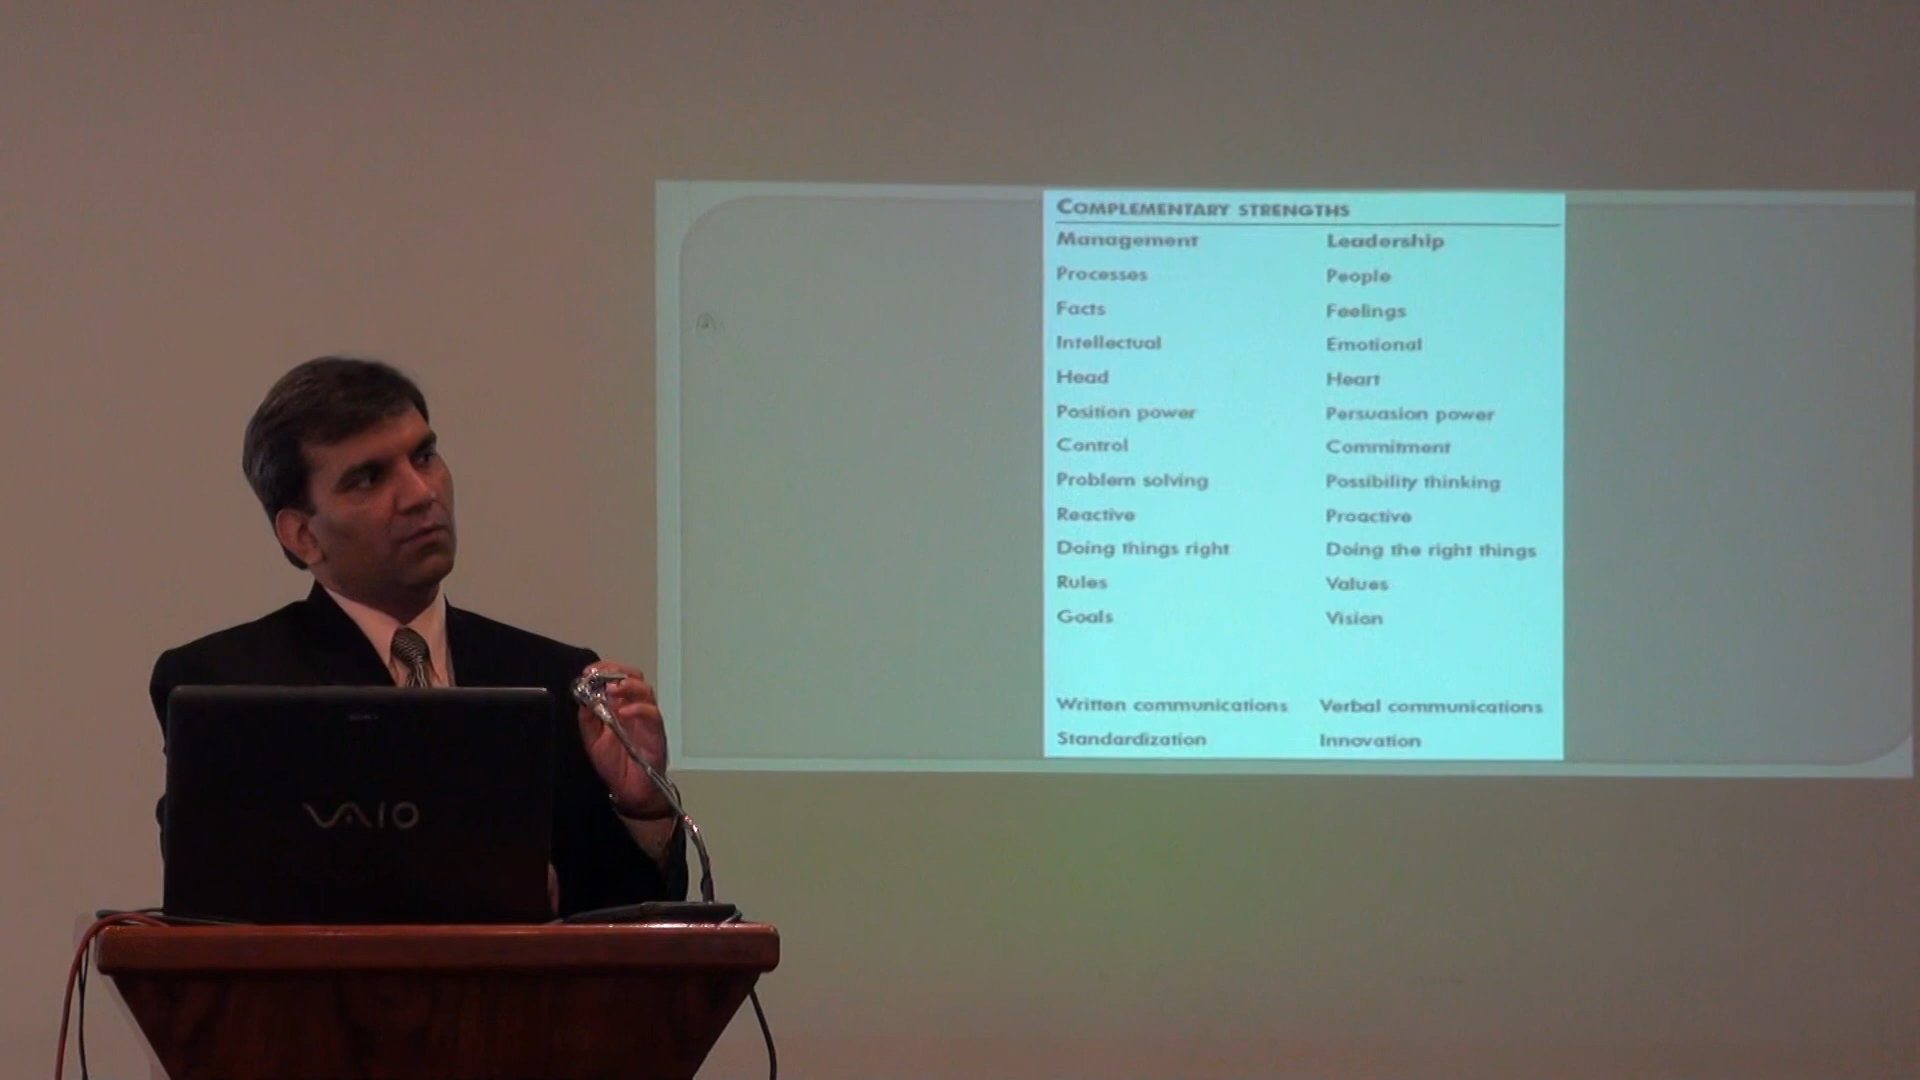 COMPLEMENTARY STRENGTHS
Management Leadership
Processes People
Facts Feelings
Intellectual Emotional
Head Heart
Position power Persuasion power
Control Commitment
Problem solving Possibility thinking
Reactive Proactive
Doing things right Doing the right things
Rules Values
Goals Vision
Written communications Verbal communications
Standardization Innovation
VAIO